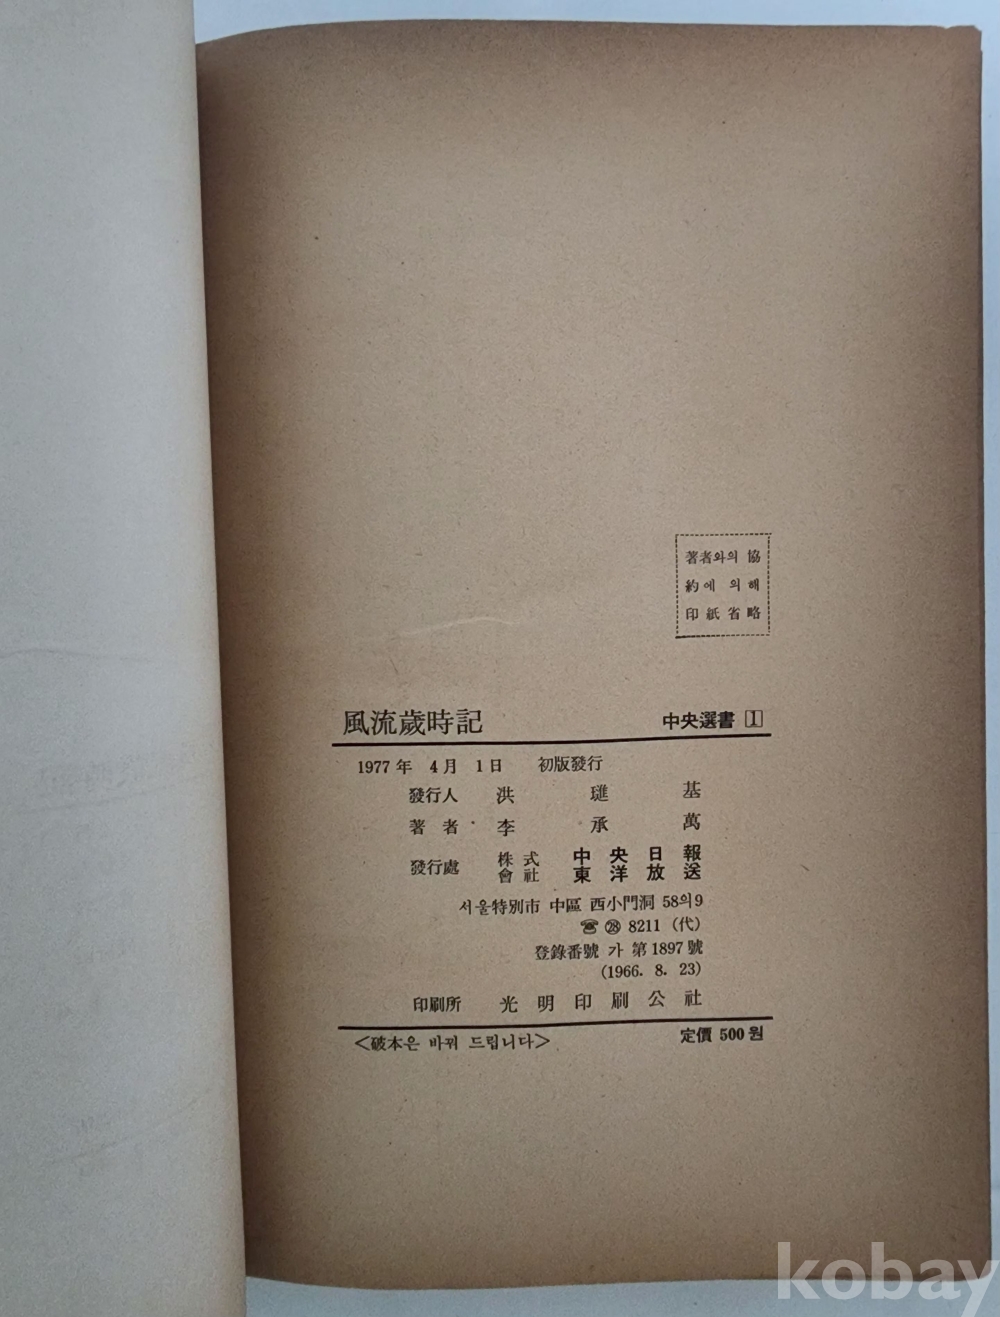 著者와의 協
約에 의해
印紙省略
風流歲時記 中央選書 1
1977年 4月 1日 初版發行
發行人 洪璡基
著者 李承萬
發行處 株式會社 中央日報 東洋放送
서울特別市 中區 西小門洞 58의9
☎ ㉘ 8211 (代)
登錄番號 가 第1897號
(1966. 8. 23)
印刷所 光明印刷公社
<破本은 바꿔 드립니다> 定價 500원
kobay